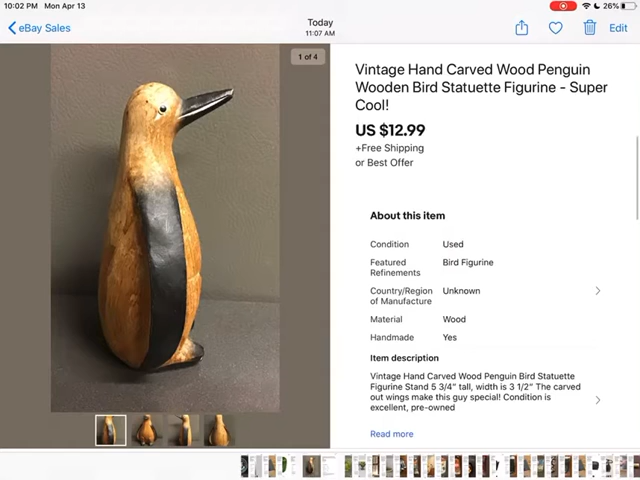 10:02 PM Mon Apr 13
26%
eBay Sales
Today
11:07 AM
Edit
1 of 4
Vintage Hand Carved Wood Penguin
Wooden Bird Statuette Figurine - Super
Cool!
US $12.99
+Free Shipping
or Best Offer
About this item
Condition Used
Featured Bird Figurine
Refinements
Country/Region Unknown
of Manufacture
Material Wood
Handmade Yes
Item description
Vintage Hand Carved Wood Penguin Bird Statuette
Figurine Stand 5 3/4" tall, width is 3 1/2" The carved
out wings make this guy special! Condition is
excellent, pre-owned
Read more